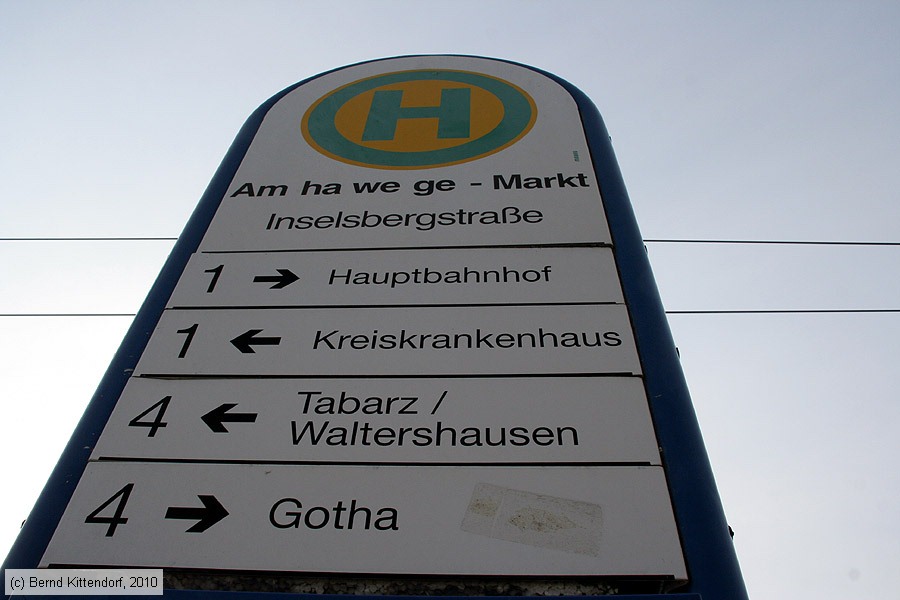 H
Am ha we ge - Markt
Inselsbergstraße
1 → Hauptbahnhof
1 ← Kreiskrankenhaus
4 ← Tabarz /
Waltershausen
4 → Gotha
(c) Bernd Kittendorf, 2010